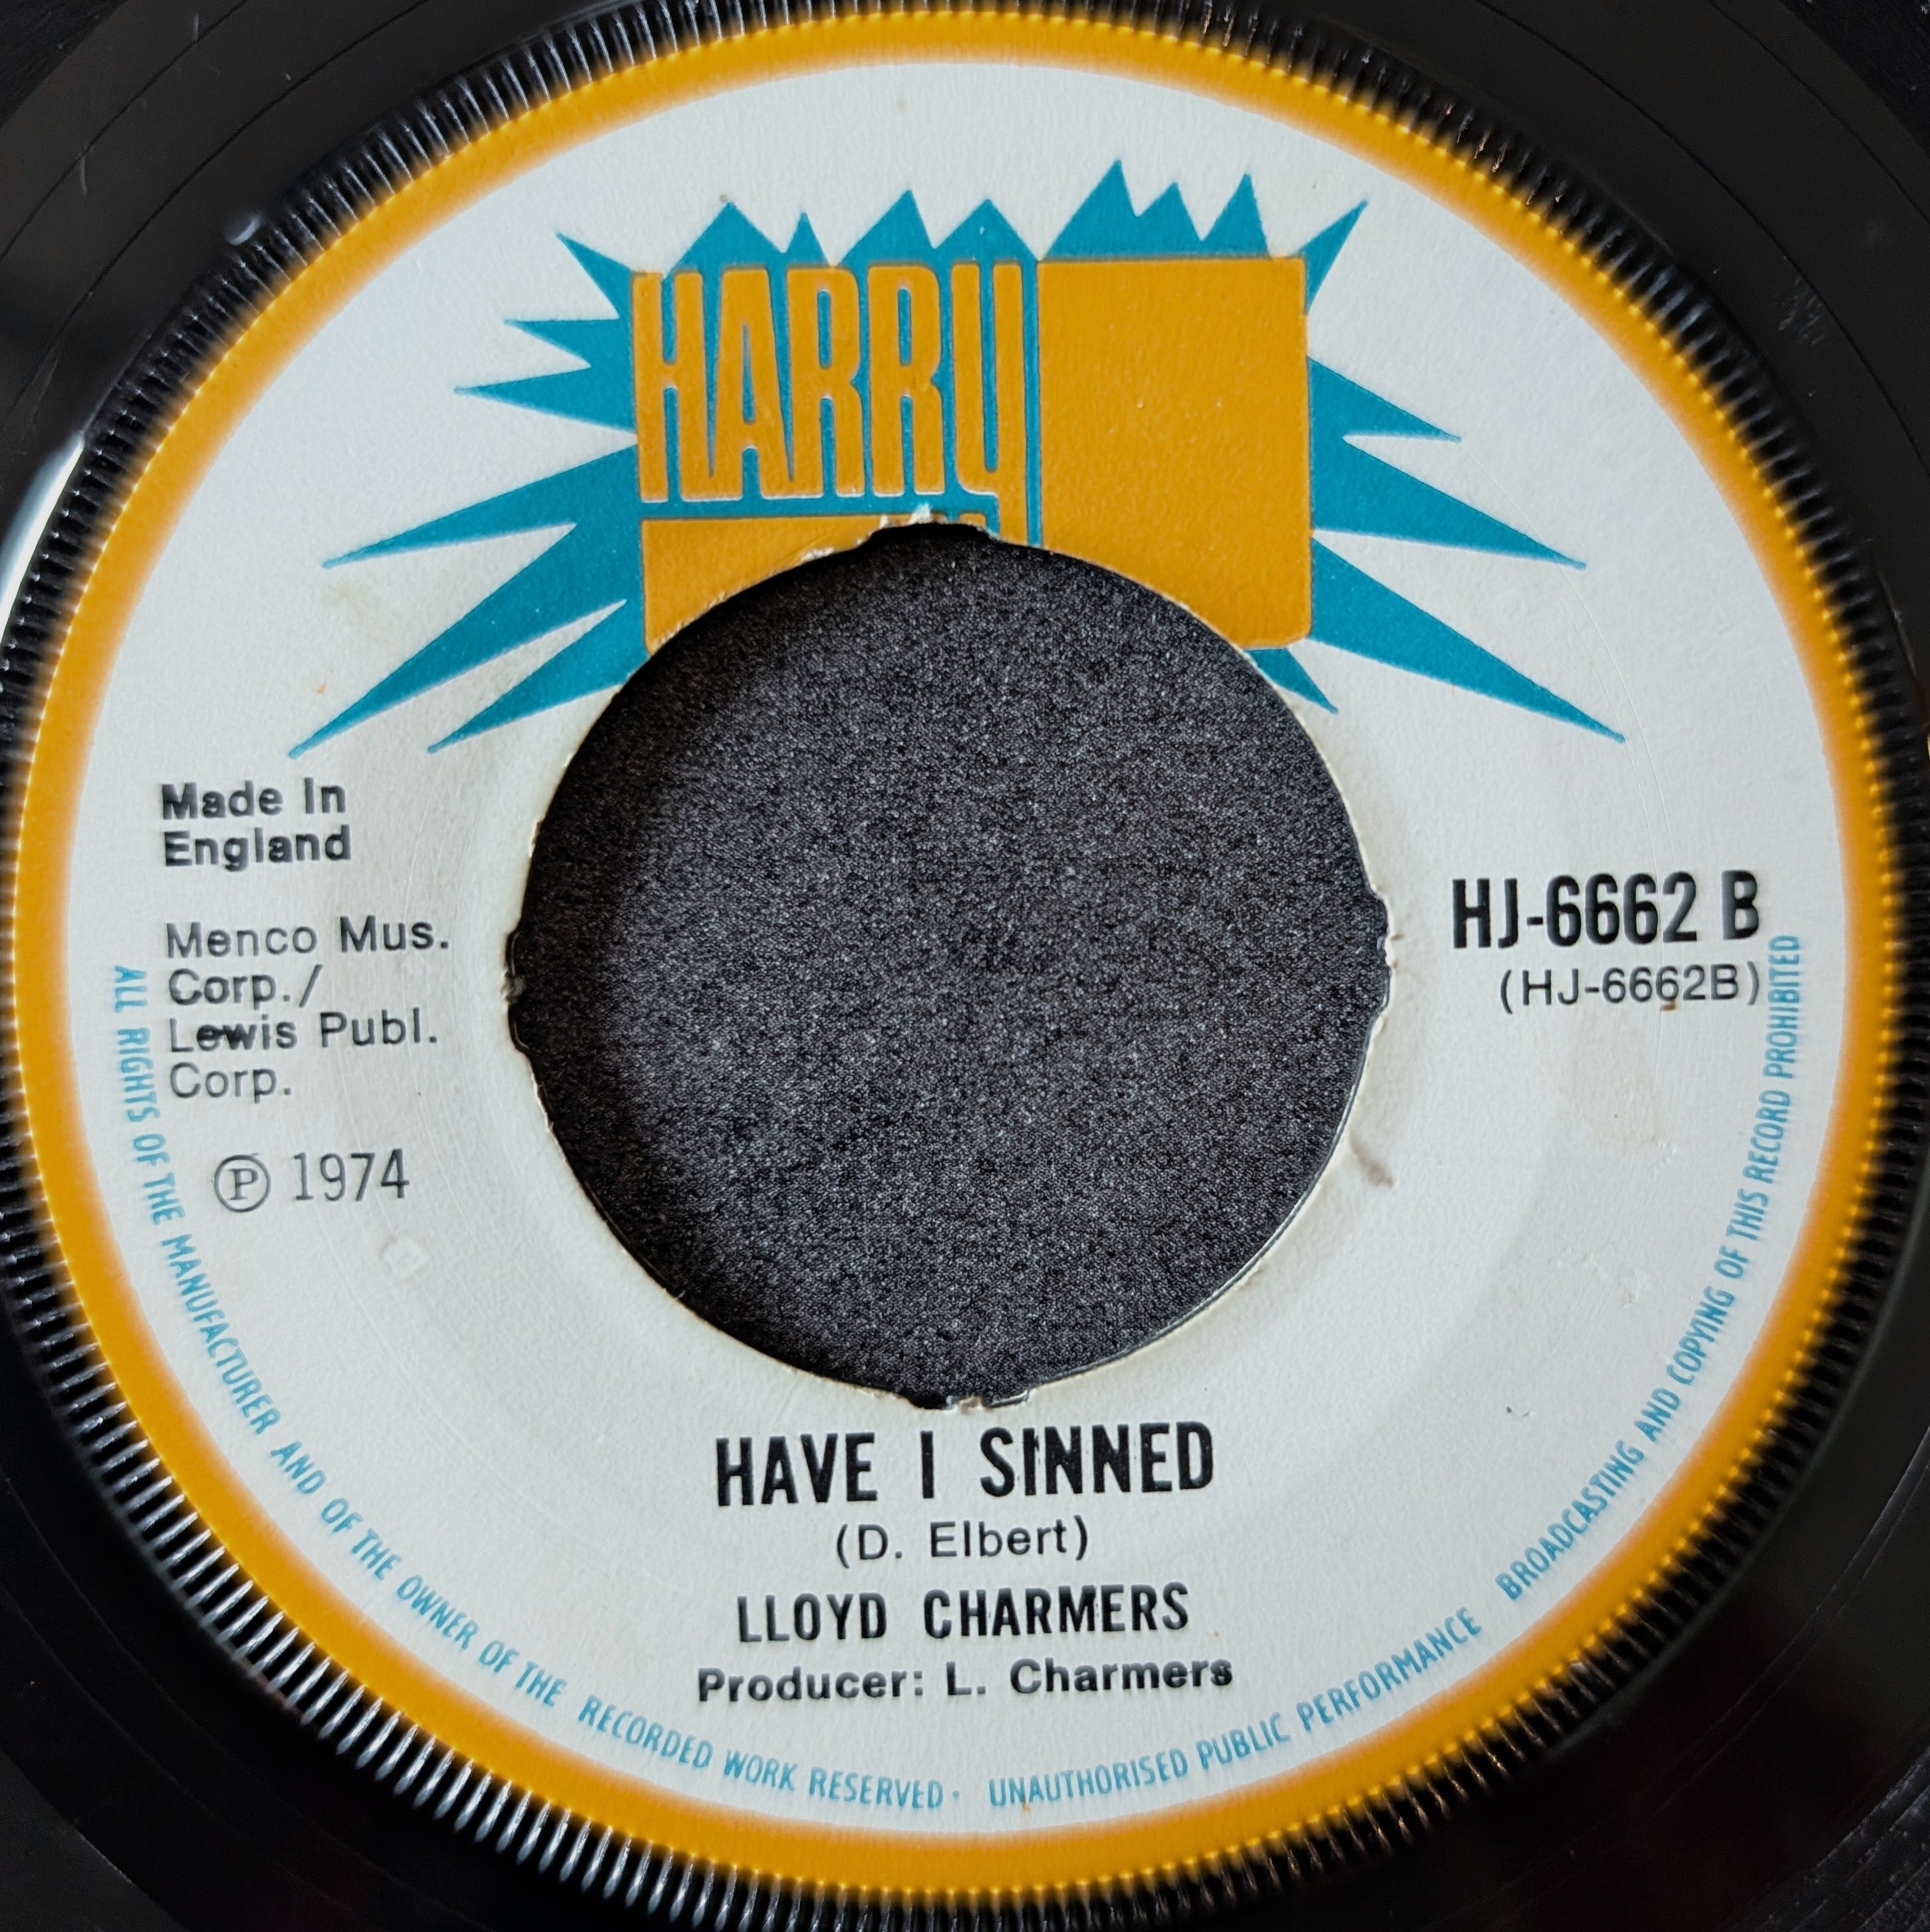 HARRY
Made In
England
Menco Mus.
Corp./
Lewis Publ.
Corp.
Ⓟ 1974
HJ-6662 B
(HJ-6662B)
HAVE I SINNED
(D. Elbert)
LLOYD CHARMERS
Producer: L. Charmers
ALL RIGHTS OF THE MANUFACTURER AND OF THE OWNER OF THE RECORDED WORK RESERVED · UNAUTHORISED PUBLIC PERFORMANCE BROADCASTING AND COPYING OF THIS RECORD PROHIBITED